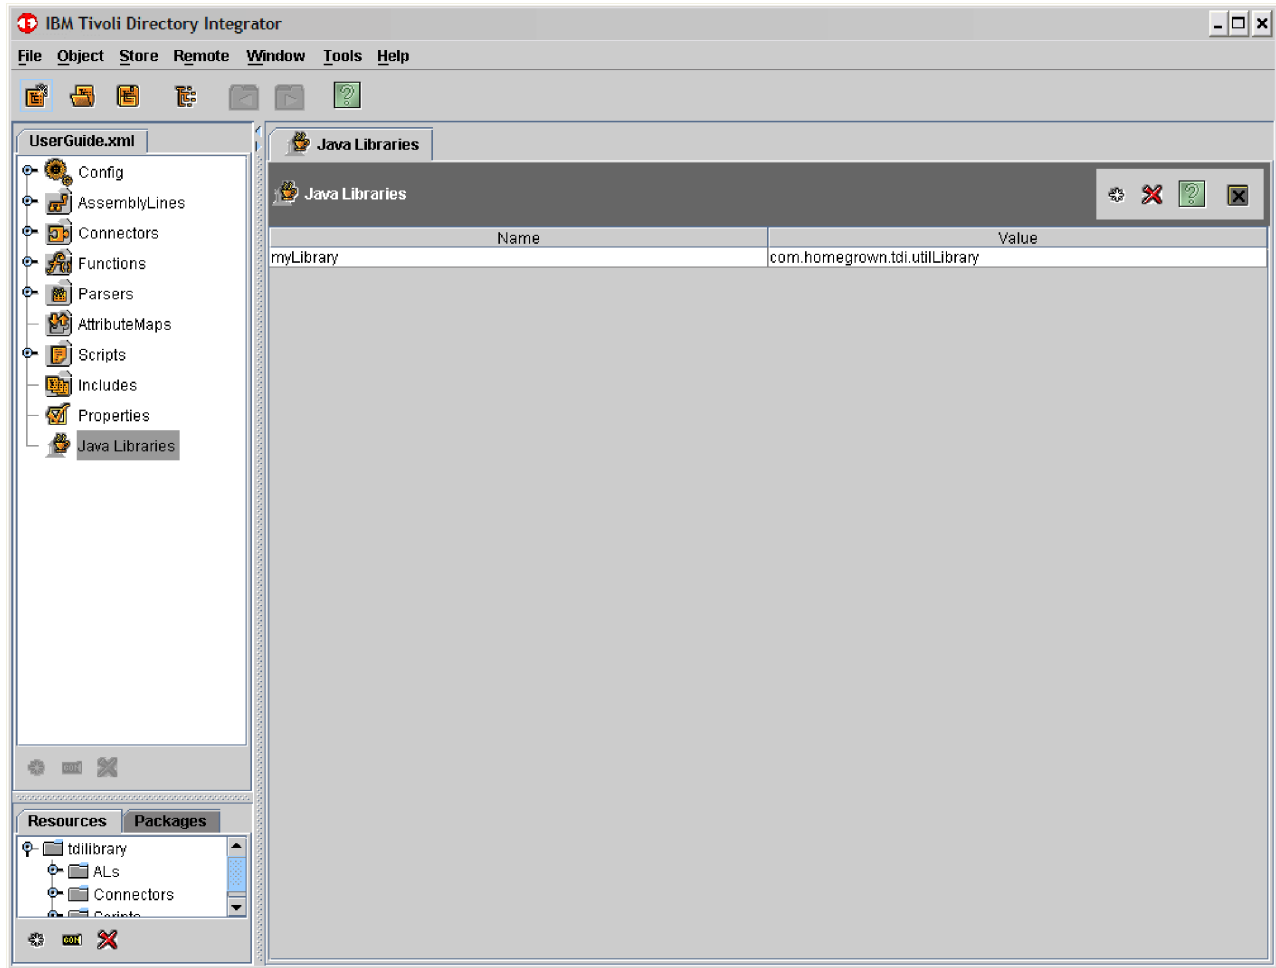 IBM Tivoli Directory Integrator
File Object Store Remote Window Tools Help
UserGuide.xml
Config
AssemblyLines
Connectors
Functions
Parsers
AttributeMaps
Scripts
Includes
Properties
Java Libraries
Java Libraries
Java Libraries
Name Value
myLibrary com.homegrown.tdi.utilLibrary
Resources Packages
tdilibrary
ALs
Connectors
Scripts